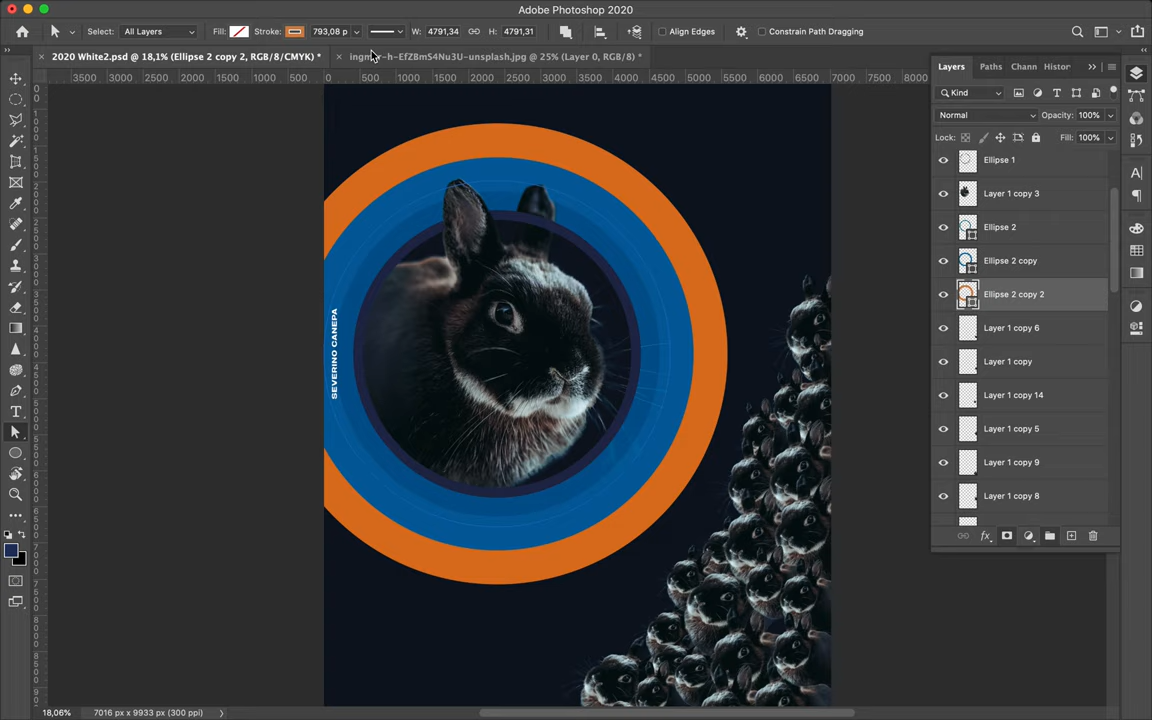 Adobe Photoshop 2020
Select: All Layers Fill: Stroke: 793,08 p W: 4791,34 H: 4791,31 Align Edges Constrain Path Dragging
2020 White2.psd @ 18,1% (Ellipse 2 copy 2, RGB/8/CMYK) *
unsplash.jpg @ 25% (Layer 0, RGB/8) *
3500 3000 2500 2000 1500 1000 500 0 500 1000 1500 2000 2500 3000 3500 4000 4500 5000 5500 6000 6500 7000 7500 8000
Layers Paths Chann Histor
Kind
Normal Opacity: 100%
Lock: Fill: 100%
Ellipse 1
Layer 1 copy 3
Ellipse 2
Ellipse 2 copy
Ellipse 2 copy 2
Layer 1 copy 6
Layer 1 copy
Layer 1 copy 14
Layer 1 copy 5
Layer 1 copy 9
Layer 1 copy 8
fx
SEVERINO CANEPA
18,06% 7016 px x 9933 px (300 ppi)